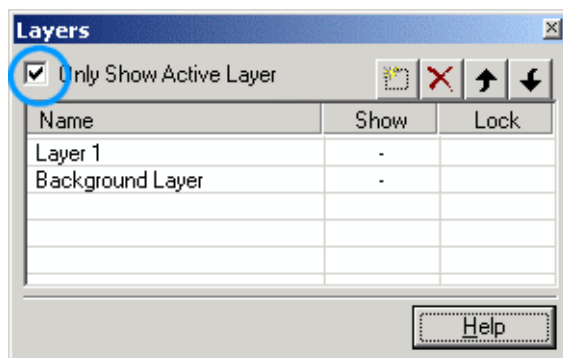 Layers
Only Show Active Layer
Name Show Lock
Layer 1 -
Background Layer -
Help